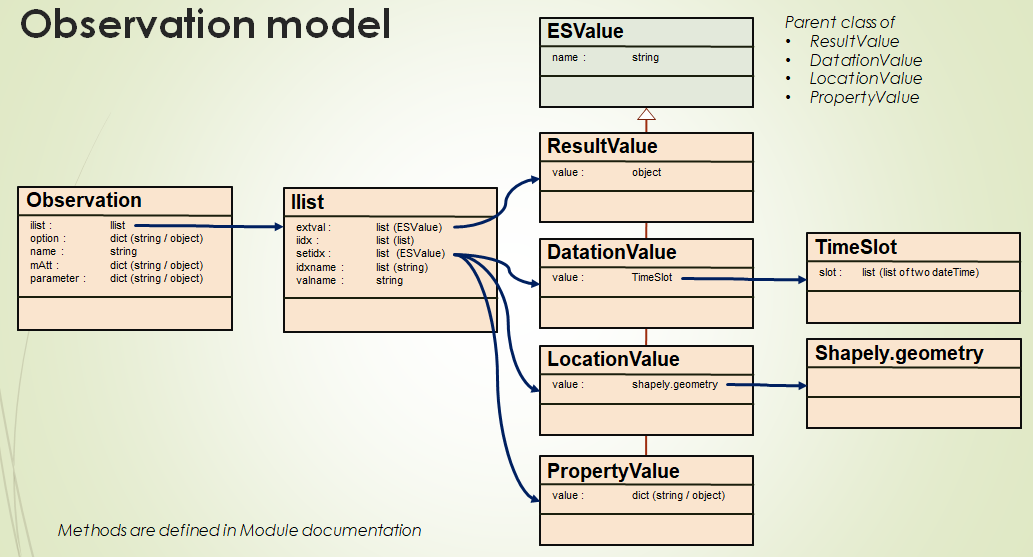 Observation model
ESValue
name : string
Parent class of
• ResultValue
• DatationValue
• LocationValue
• PropertyValue
ResultValue
value : object
Observation
ilist : Ilist
option : dict (string / object)
name : string
mAtt : dict (string / object)
parameter : dict (string / object)
Ilist
extval : list (ESValue)
iidx : list (list)
setidx : list (ESValue)
idxname : list (string)
valname : string
DatationValue
value : TimeSlot
TimeSlot
slot : list (list of two dateTime)
LocationValue
value : shapely.geometry
Shapely.geometry
PropertyValue
value : dict (string / object)
Methods are defined in Module documentation